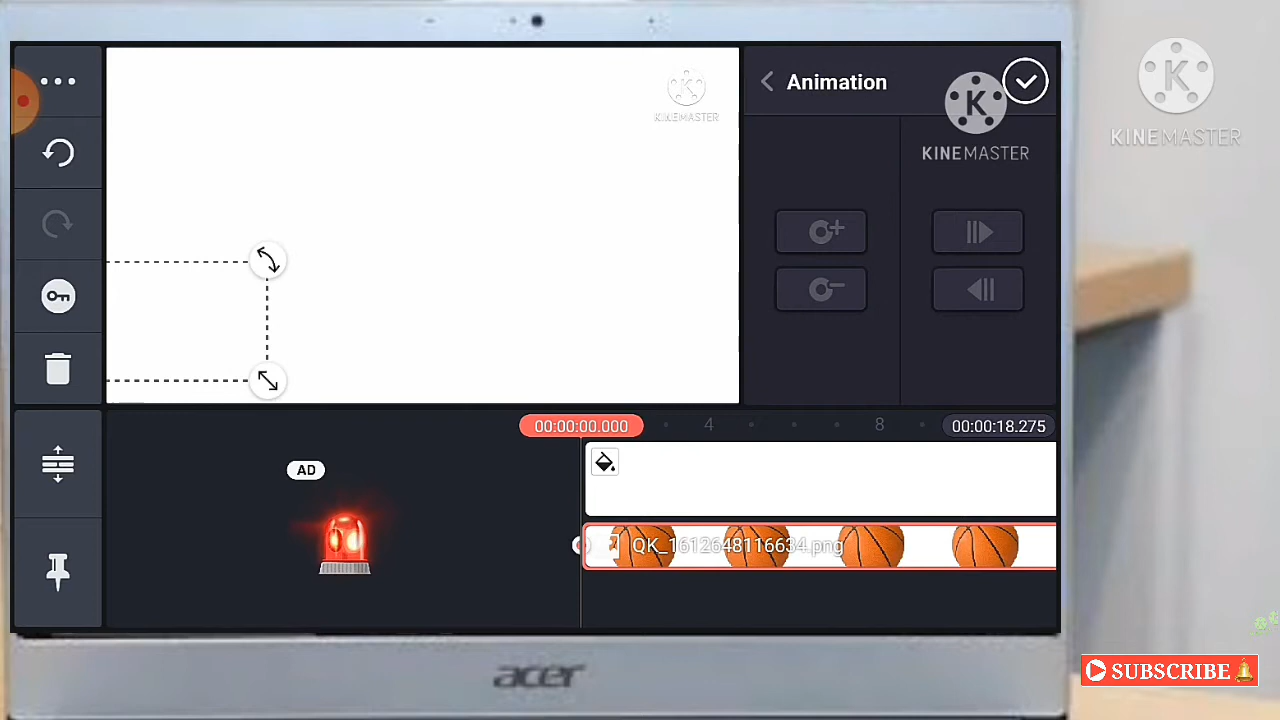 Animation
KINEMASTER
KINEMASTER
KINEMASTER
00:00:00.000
4
8
00:00:18.275
AD
QK_1612648116634.png
acer
SUBSCRIBE